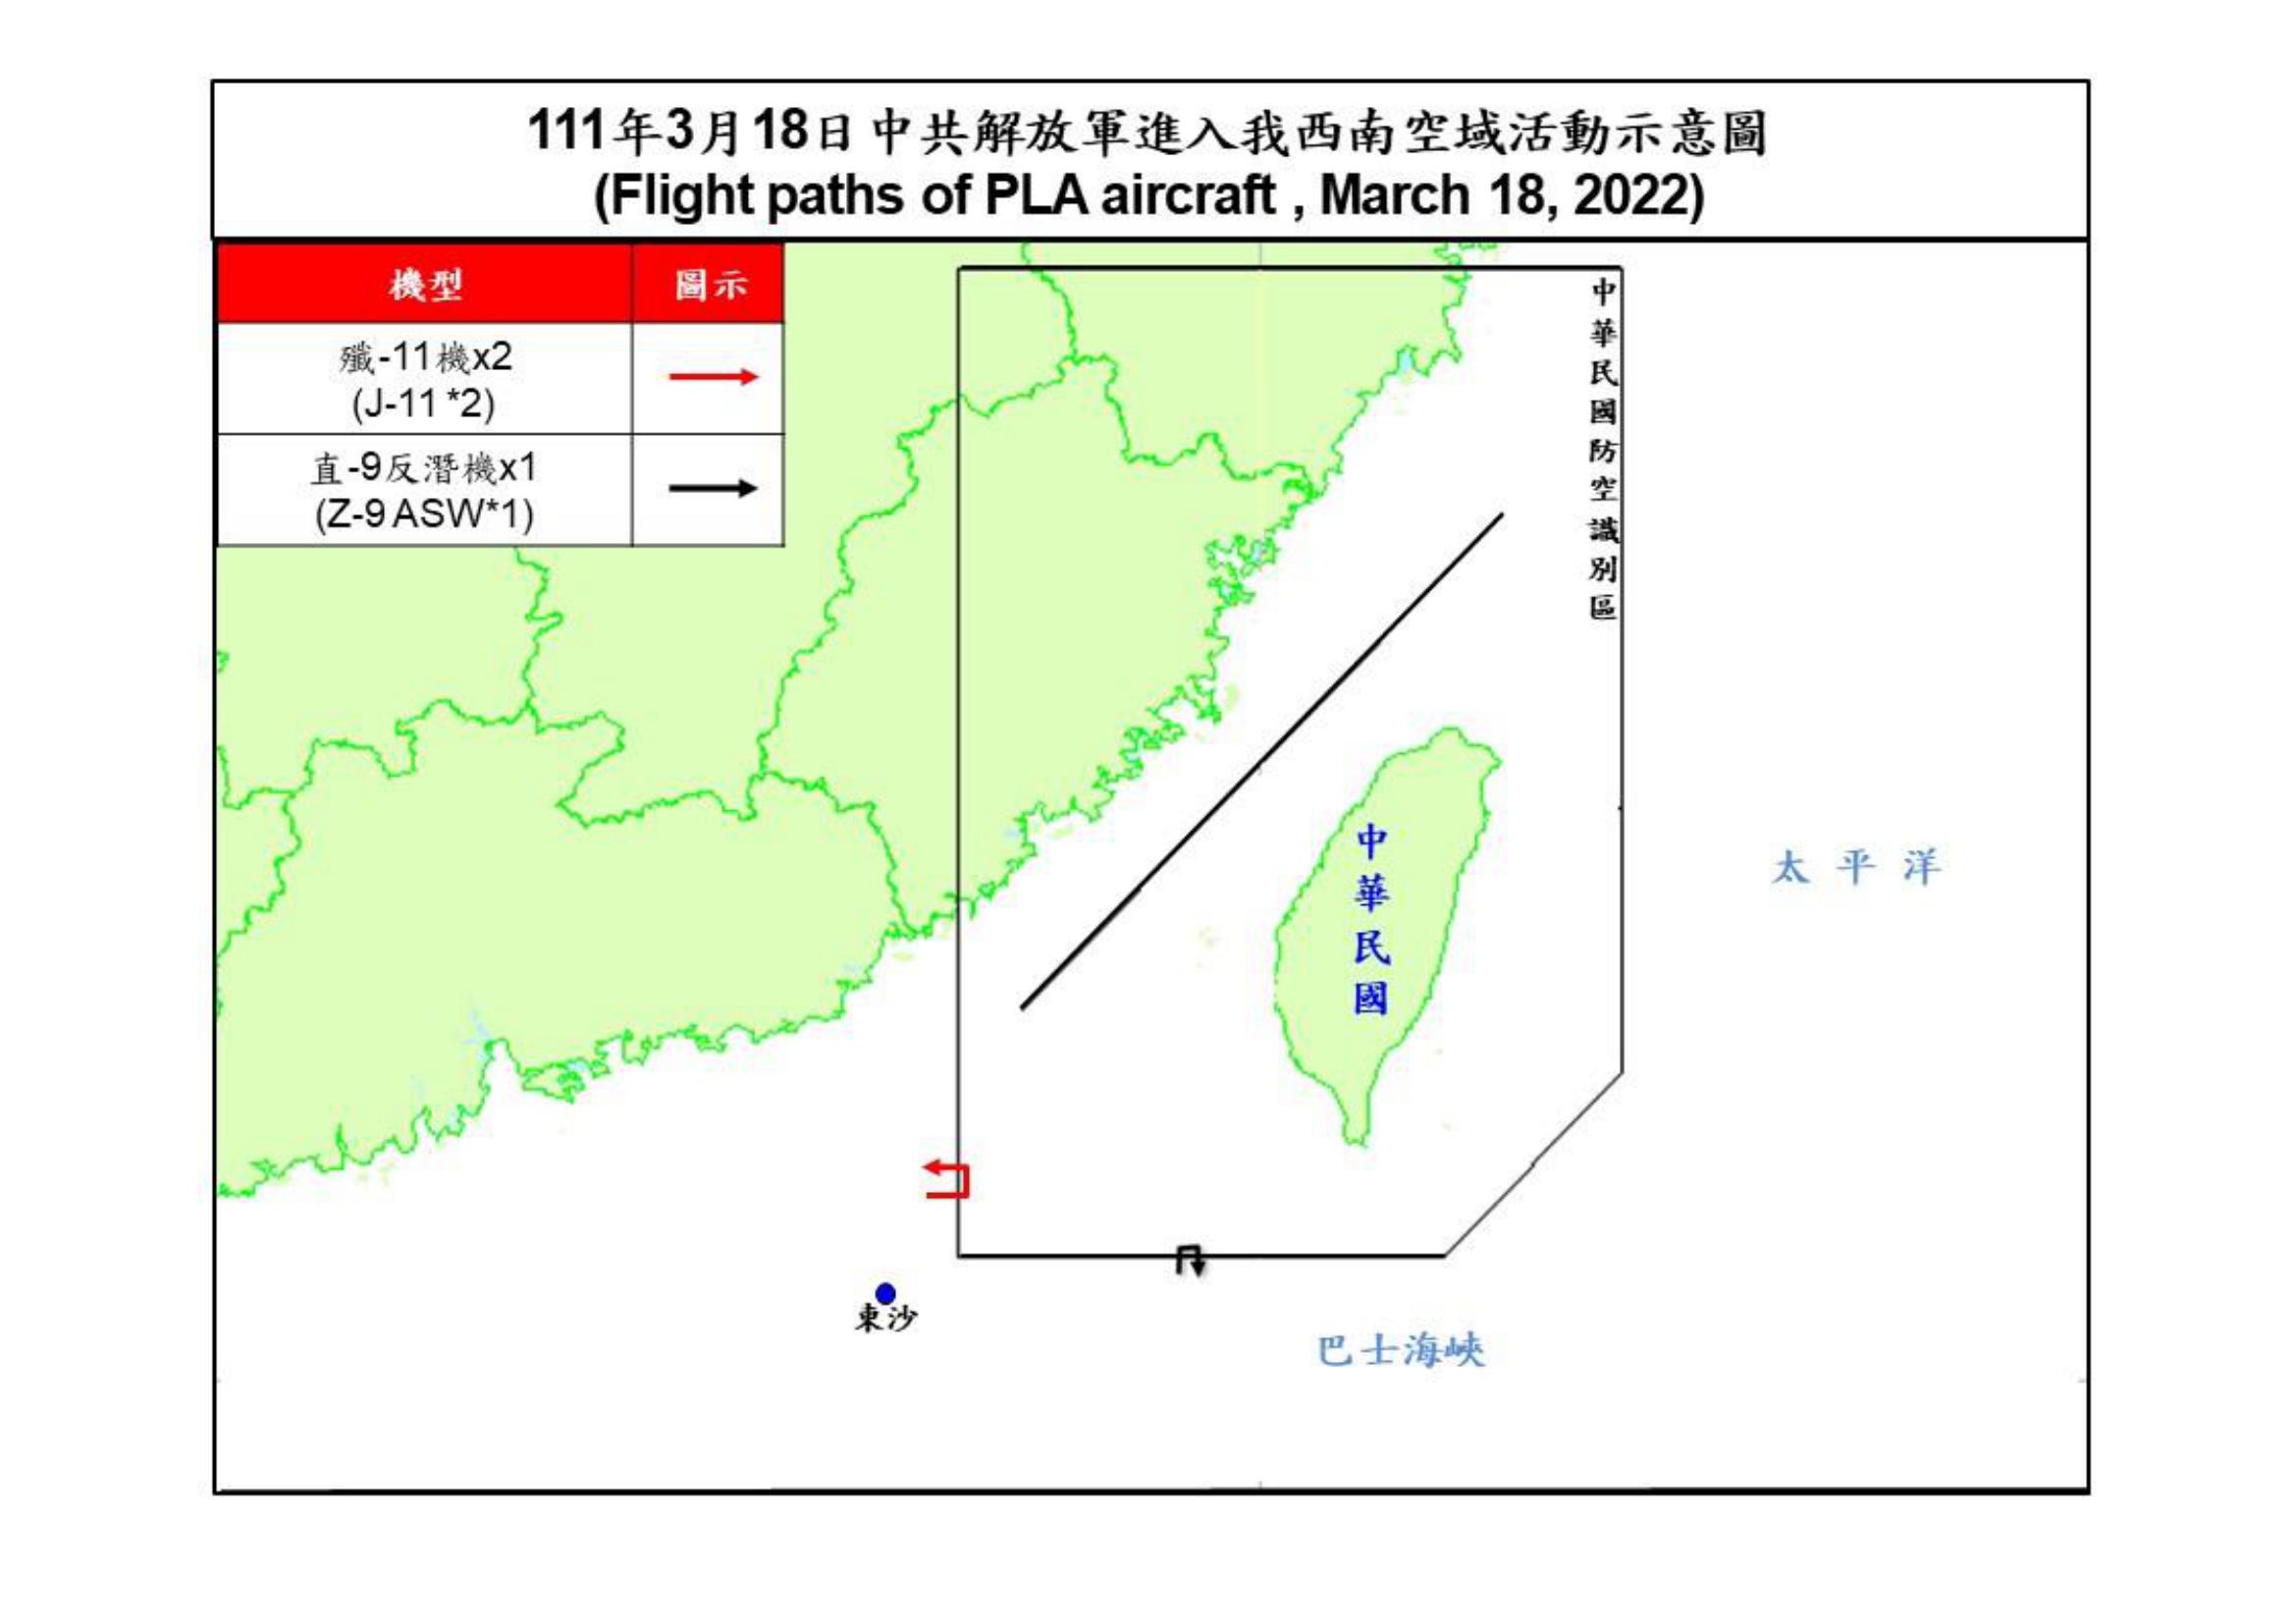 111年3月18日中共解放軍進入我西南空域活動示意圖
(Flight paths of PLA aircraft , March 18, 2022)
機型
圖示
殲-11機x2
(J-11 *2)
直-9反潛機x1
(Z-9 ASW*1)
中華民國防空識別區
中華民國
太平洋
東沙
巴士海峽